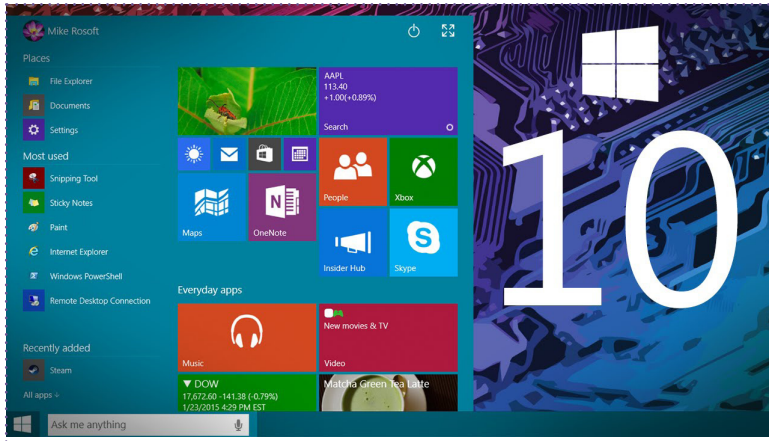 Mike Rosoft
Places
File Explorer
Documents
Settings
Most used
Snipping Tool
Sticky Notes
Paint
Internet Explorer
Windows PowerShell
Remote Desktop Connection
Recently added
Steam
All apps
Ask me anything
AAPL
113.40
+1.00(+0.89%)
Search
People
Xbox
Maps
N
OneNote
Insider Hub
S
Skype
Everyday apps
Music
New movies & TV
Video
DOW
17,672.60 -141.38 (-0.79%)
1/23/2015 4:29 PM EST
Matcha Green Tea Latte
10